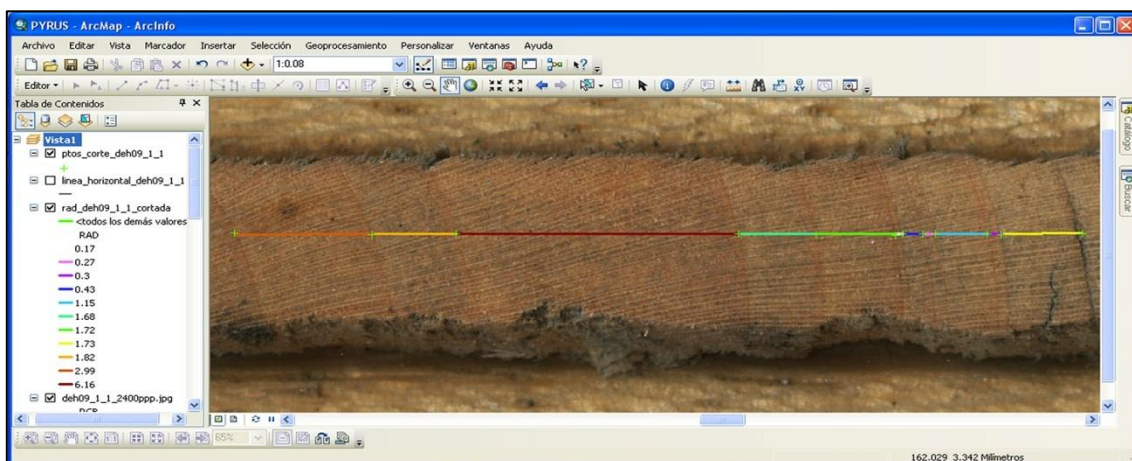 PYRUS - ArcMap - ArcInfo
Archivo Editar Vista Marcador Insertar Selección Geoprocesamiento Personalizar Ventanas Ayuda
1:0.08
Editor
Tabla de Contenidos
Vista1
ptos_corte_deh09_1_1
linea_horizontal_deh09_1_1
rad_deh09_1_1_cortada
<todos los demás valores
RAD
0.17
0.27
0.3
0.43
1.15
1.68
1.72
1.73
1.82
2.99
6.16
deh09_1_1_2400ppp.jpg
Catálogo
Buscar
65%
162.029 3.342 Milímetros